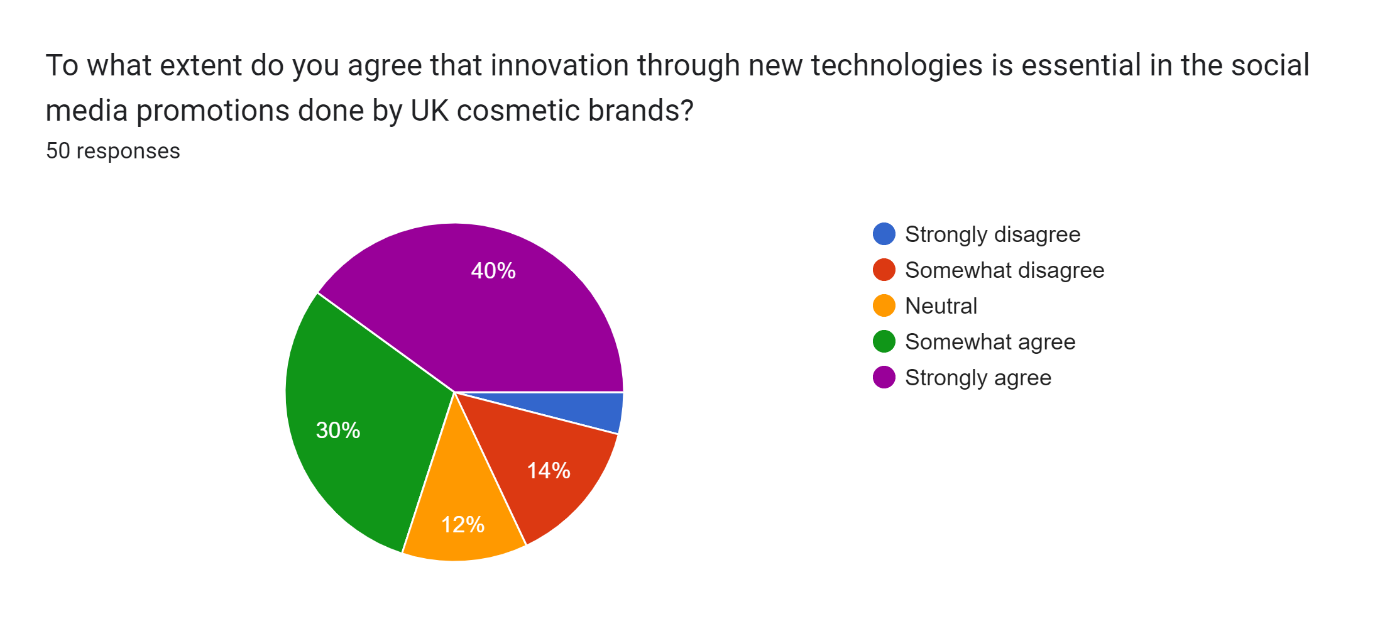 To what extent do you agree that innovation through new technologies is essential in the social
media promotions done by UK cosmetic brands?
50 responses
40%
30%
14%
12%
Strongly disagree
Somewhat disagree
Neutral
Somewhat agree
Strongly agree